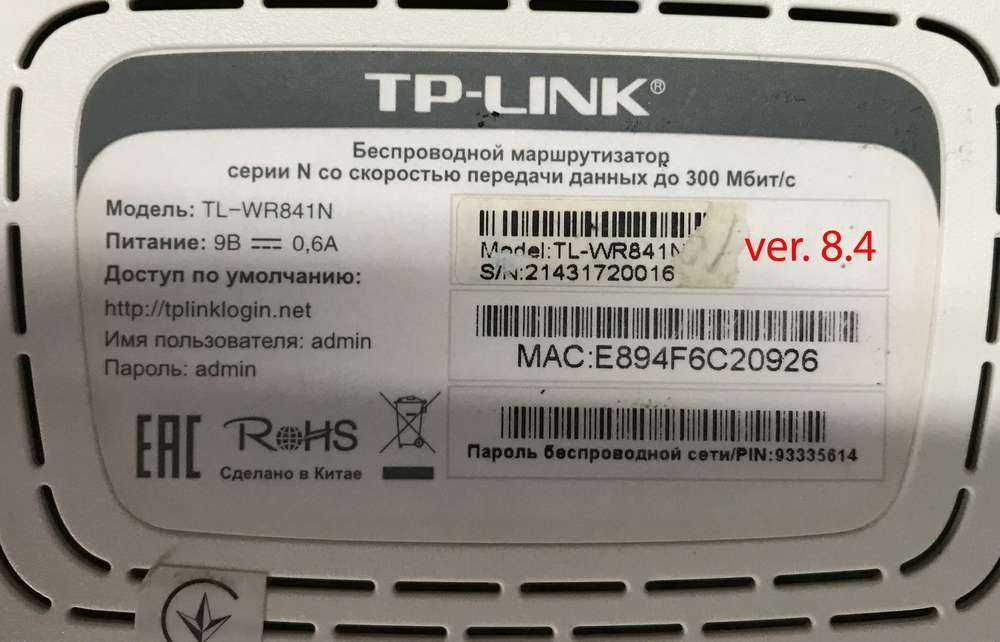 TP-LINK®
Беспроводной маршрутизатор
серии N со скоростью передачи данных до 300 Мбит/с
Модель: TL-WR841N
Питание: 9В 0,6А
Доступ по умолчанию:
http://tplinklogin.net
Имя пользователя: admin
Пароль: admin
EAC
RoHS
Сделано в Китае
Model:TL-WR841N
S/N:21431720016
ver. 8.4
MAC:E894F6C20926
Пароль беспроводной сети/PIN:93335614